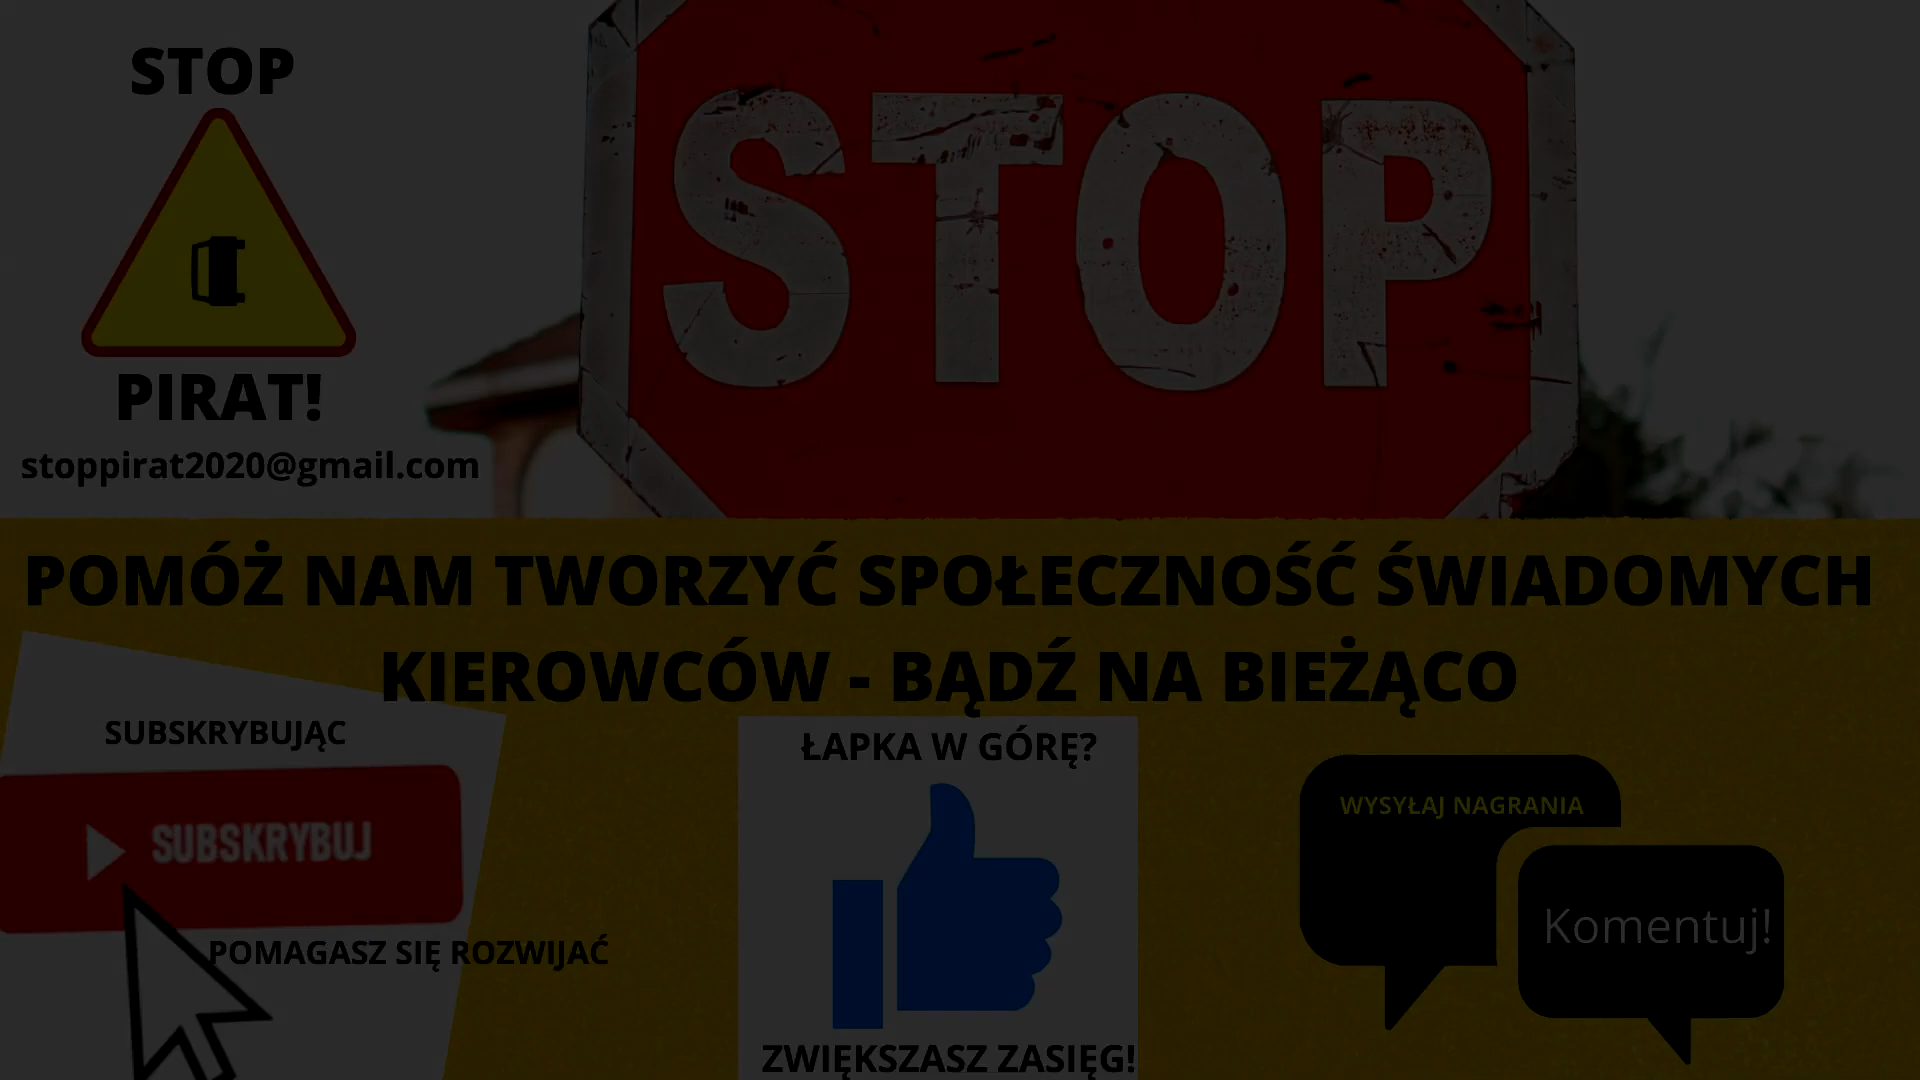 STOP
PIRAT!
stoppirat2020@gmail.com
STOP
POMÓŻ NAM TWORZYĆ SPOŁECZNOŚĆ ŚWIADOMYCH
KIEROWCÓW - BĄDŹ NA BIEŻĄCO
SUBSKRYBUJĄC
SUBSKRYBUJ
POMAGASZ SIĘ ROZWIJAĆ
ŁAPKA W GÓRĘ?
ZWIĘKSZASZ ZASIĘG!
WYSYŁAJ NAGRANIA
Komentuj!